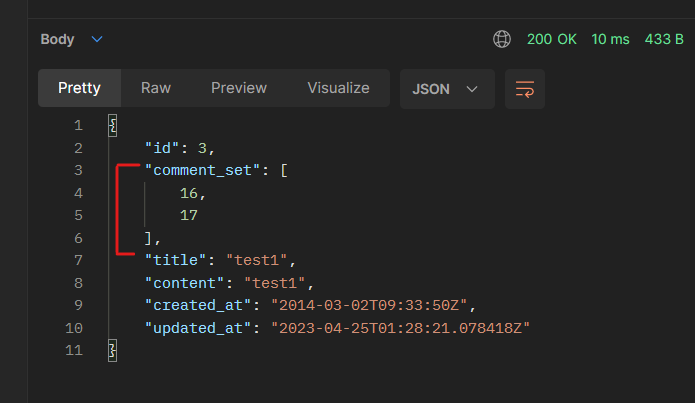 Body 200 OK 10 ms 433 B
Pretty Raw Preview Visualize JSON
1 {
2 "id": 3,
3 "comment_set": [
4 16,
5 17
6 ],
7 "title": "test1",
8 "content": "test1",
9 "created_at": "2014-03-02T09:33:50Z",
10 "updated_at": "2023-04-25T01:28:21.078418Z"
11 }